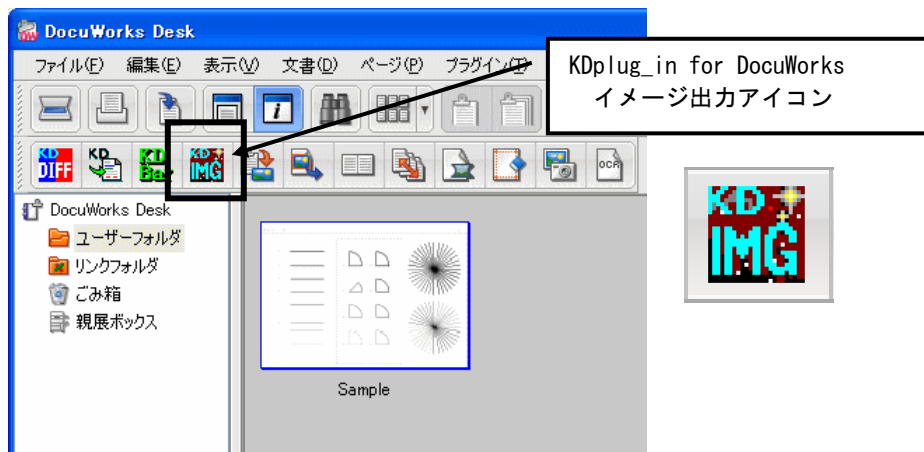 DocuWorks Desk
ファイル(F) 編集(E) 表示(V) 文書(D) ページ(P) プラグイン(I)
KDplug_in for DocuWorks
イメージ出力アイコン
KD DIFF
KD
KD Bar
KD IMG
OCR
KD
IMG
DocuWorks Desk
ユーザーフォルダ
リンクフォルダ
ごみ箱
親展ボックス
Sample